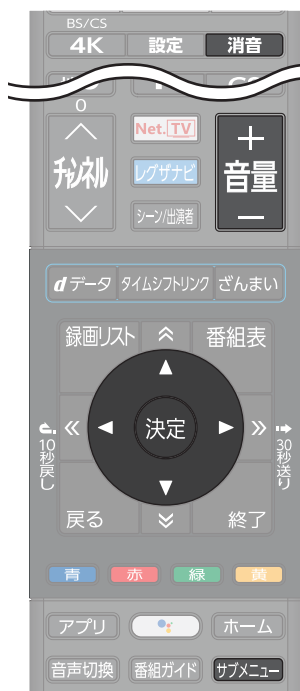 BS/CS
4K 設定 消音
0
Net.TV
チャンネル
レグザナビ
+
音量
−
シーン/出演者
dデータ タイムシフトリンク ざんまい
録画リスト 番組表
10秒戻し 決定 30秒送り
戻る 終了
青 赤 緑 黄
アプリ ホーム
音声切換 番組ガイド サブメニュー